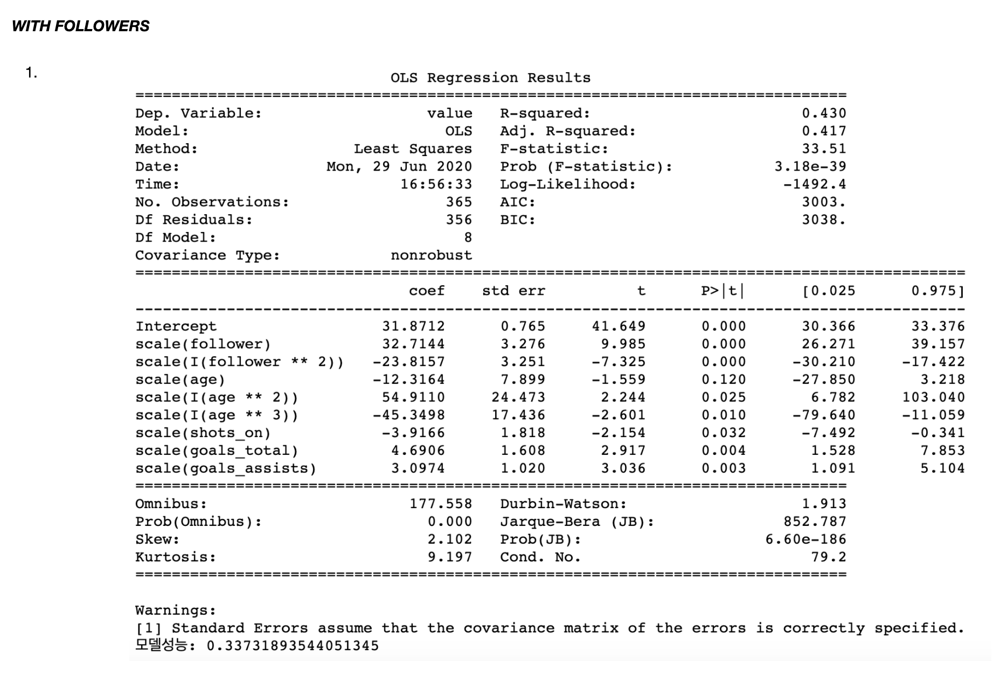 WITH FOLLOWERS
1.
OLS Regression Results
==============================================================================
Dep. Variable: value R-squared: 0.430
Model: OLS Adj. R-squared: 0.417
Method: Least Squares F-statistic: 33.51
Date: Mon, 29 Jun 2020 Prob (F-statistic): 3.18e-39
Time: 16:56:33 Log-Likelihood: -1492.4
No. Observations: 365 AIC: 3003.
Df Residuals: 356 BIC: 3038.
Df Model: 8
Covariance Type: nonrobust
===========================================================================================
coef std err t P>|t| [0.025 0.975]
-------------------------------------------------------------------------------------------
Intercept 31.8712 0.765 41.649 0.000 30.366 33.376
scale(follower) 32.7144 3.276 9.985 0.000 26.271 39.157
scale(I(follower ** 2)) -23.8157 3.251 -7.325 0.000 -30.210 -17.422
scale(age) -12.3164 7.899 -1.559 0.120 -27.850 3.218
scale(I(age ** 2)) 54.9110 24.473 2.244 0.025 6.782 103.040
scale(I(age ** 3)) -45.3498 17.436 -2.601 0.010 -79.640 -11.059
scale(shots_on) -3.9166 1.818 -2.154 0.032 -7.492 -0.341
scale(goals_total) 4.6906 1.608 2.917 0.004 1.528 7.853
scale(goals_assists) 3.0974 1.020 3.036 0.003 1.091 5.104
==============================================================================
Omnibus: 177.558 Durbin-Watson: 1.913
Prob(Omnibus): 0.000 Jarque-Bera (JB): 852.787
Skew: 2.102 Prob(JB): 6.60e-186
Kurtosis: 9.197 Cond. No. 79.2
==============================================================================
Warnings:
[1] Standard Errors assume that the covariance matrix of the errors is correctly specified.
모델성능: 0.33731893544051345